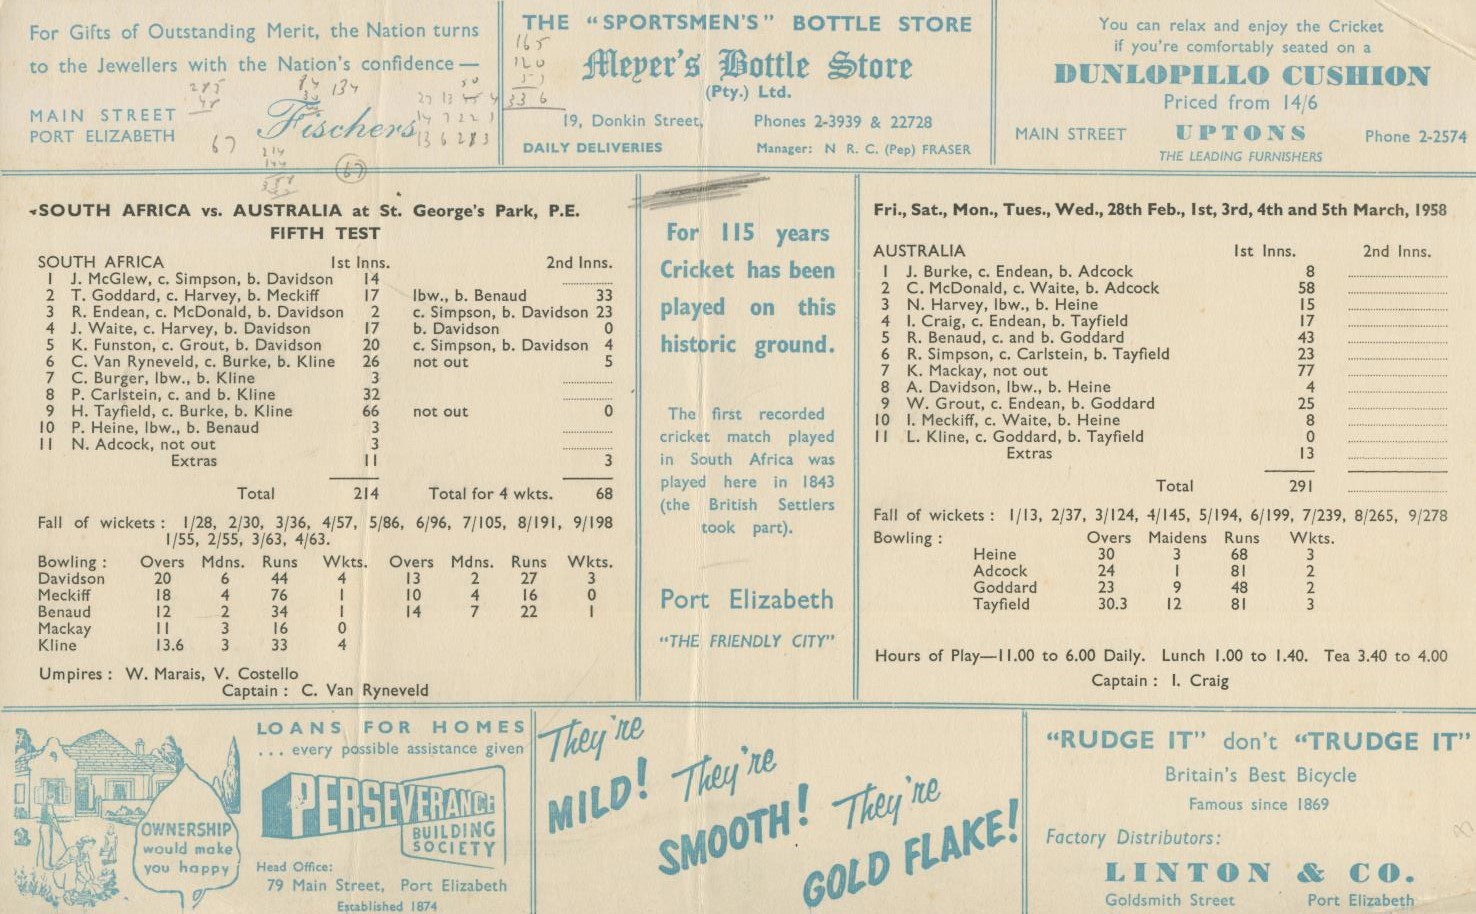 For Gifts of Outstanding Merit, the Nation turns
to the Jewellers with the Nation's confidence —
MAIN STREET
PORT ELIZABETH
Fischers
285
48
67
84
134
50
27 13 45 4
14 7 22 1
13 6 283
214
144
358
67
THE "SPORTSMEN'S" BOTTLE STORE
165
120
51
336
Meyer's Bottle Store
(Pty.) Ltd.
19, Donkin Street, Phones 2-3939 & 22728
DAILY DELIVERIES Manager: N R. C. (Pep) FRASER
You can relax and enjoy the Cricket
if you're comfortably seated on a
DUNLOPILLO CUSHION
Priced from 14/6
MAIN STREET UPTONS Phone 2-2574
THE LEADING FURNISHERS
SOUTH AFRICA vs. AUSTRALIA at St. George's Park, P.E.
FIFTH TEST
SOUTH AFRICA 1st Inns. 2nd Inns.
1 J. McGlew, c. Simpson, b. Davidson 14 ............
2 T. Goddard, c. Harvey, b. Meckiff 17 lbw., b. Benaud 33
3 R. Endean, c. McDonald, b. Davidson 2 c. Simpson, b. Davidson 23
4 J. Waite, c. Harvey, b. Davidson 17 b. Davidson 0
5 K. Funston, c. Grout, b. Davidson 20 c. Simpson, b. Davidson 4
6 C. Van Ryneveld, c. Burke, b. Kline 26 not out 5
7 C. Burger, lbw., b. Kline 3 ............
8 P. Carlstein, c. and b. Kline 32 ............
9 H. Tayfield, c. Burke, b. Kline 66 not out 0
10 P. Heine, lbw., b. Benaud 3 ............
11 N. Adcock, not out 3 ............
Extras 11 3
Total 214 Total for 4 wkts. 68
Fall of wickets : 1/28, 2/30, 3/36, 4/57, 5/86, 6/96, 7/105, 8/191, 9/198
1/55, 2/55, 3/63, 4/63.
Bowling : Overs Mdns. Runs Wkts. Overs Mdns. Runs Wkts.
Davidson 20 6 44 4 13 2 27 3
Meckiff 18 4 76 1 10 4 16 0
Benaud 12 2 34 1 14 7 22 1
Mackay 11 3 16 0
Kline 13.6 3 33 4
Umpires : W. Marais, V. Costello
Captain : C. Van Ryneveld
For 115 years
Cricket has been
played on this
historic ground.
The first recorded
cricket match played
in South Africa was
played here in 1843
(the British Settlers
took part).
Port Elizabeth
"THE FRIENDLY CITY"
Fri., Sat., Mon., Tues., Wed., 28th Feb., 1st, 3rd, 4th and 5th March, 1958
AUSTRALIA 1st Inns. 2nd Inns.
1 J. Burke, c. Endean, b. Adcock 8 ............
2 C. McDonald, c. Waite, b. Adcock 58 ............
3 N. Harvey, lbw., b. Heine 15 ............
4 I. Craig, c. Endean, b. Tayfield 17 ............
5 R. Benaud, c. and b. Goddard 43 ............
6 R. Simpson, c. Carlstein, b. Tayfield 23 ............
7 K. Mackay, not out 77 ............
8 A. Davidson, lbw., b. Heine 4 ............
9 W. Grout, c. Endean, b. Goddard 25 ............
10 I. Meckiff, c. Waite, b. Heine 8 ............
11 L. Kline, c. Goddard, b. Tayfield 0 ............
Extras 13 ............
Total 291 ............
Fall of wickets : 1/13, 2/37, 3/124, 4/145, 5/194, 6/199, 7/239, 8/265, 9/278
Bowling : Overs Maidens Runs Wkts.
Heine 30 3 68 3
Adcock 24 1 81 2
Goddard 23 9 48 2
Tayfield 30.3 12 81 3
Hours of Play—11.00 to 6.00 Daily. Lunch 1.00 to 1.40. Tea 3.40 to 4.00
Captain : I. Craig
OWNERSHIP
would make
you happy
LOANS FOR HOMES
... every possible assistance given
PERSEVERANCE
BUILDING
SOCIETY
Head Office:
79 Main Street, Port Elizabeth
Established 1874
They're
MILD! They're
SMOOTH! They're
GOLD FLAKE!
"RUDGE IT" don't "TRUDGE IT"
Britain's Best Bicycle
Famous since 1869
Factory Distributors:
LINTON & CO.
Goldsmith Street Port Elizabeth